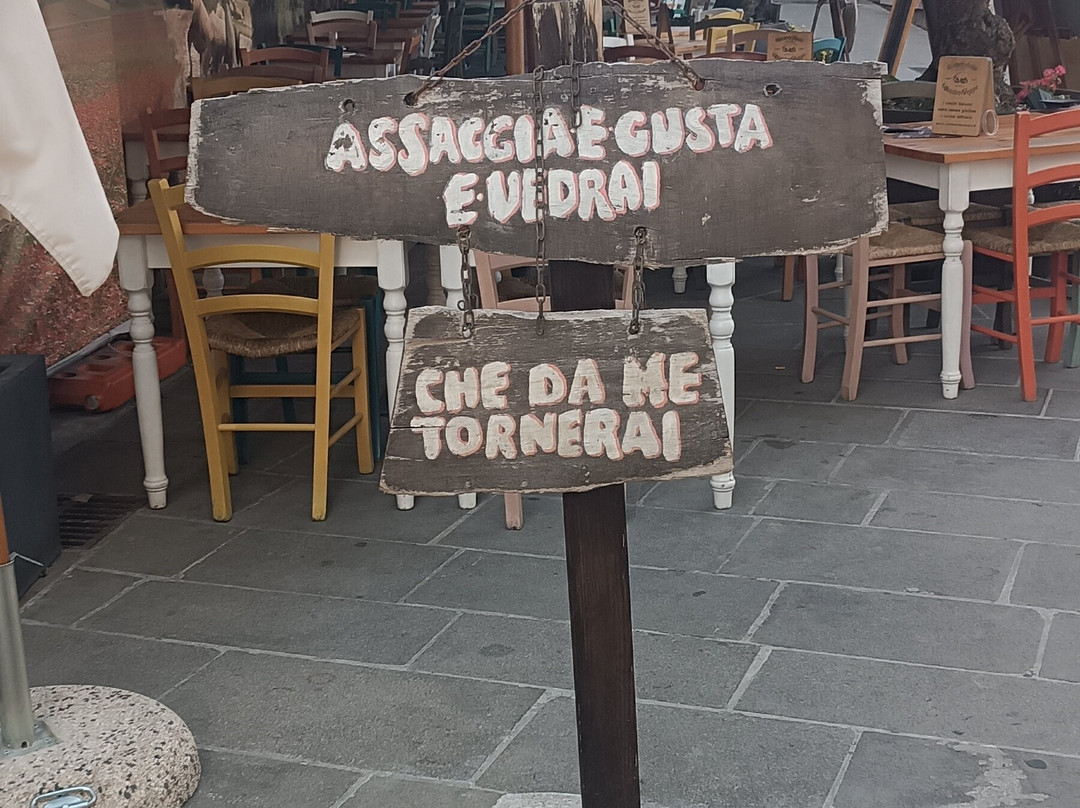 ASSAGGIA E GUSTA
E VEDRAI
CHE DA ME
TORNERAI